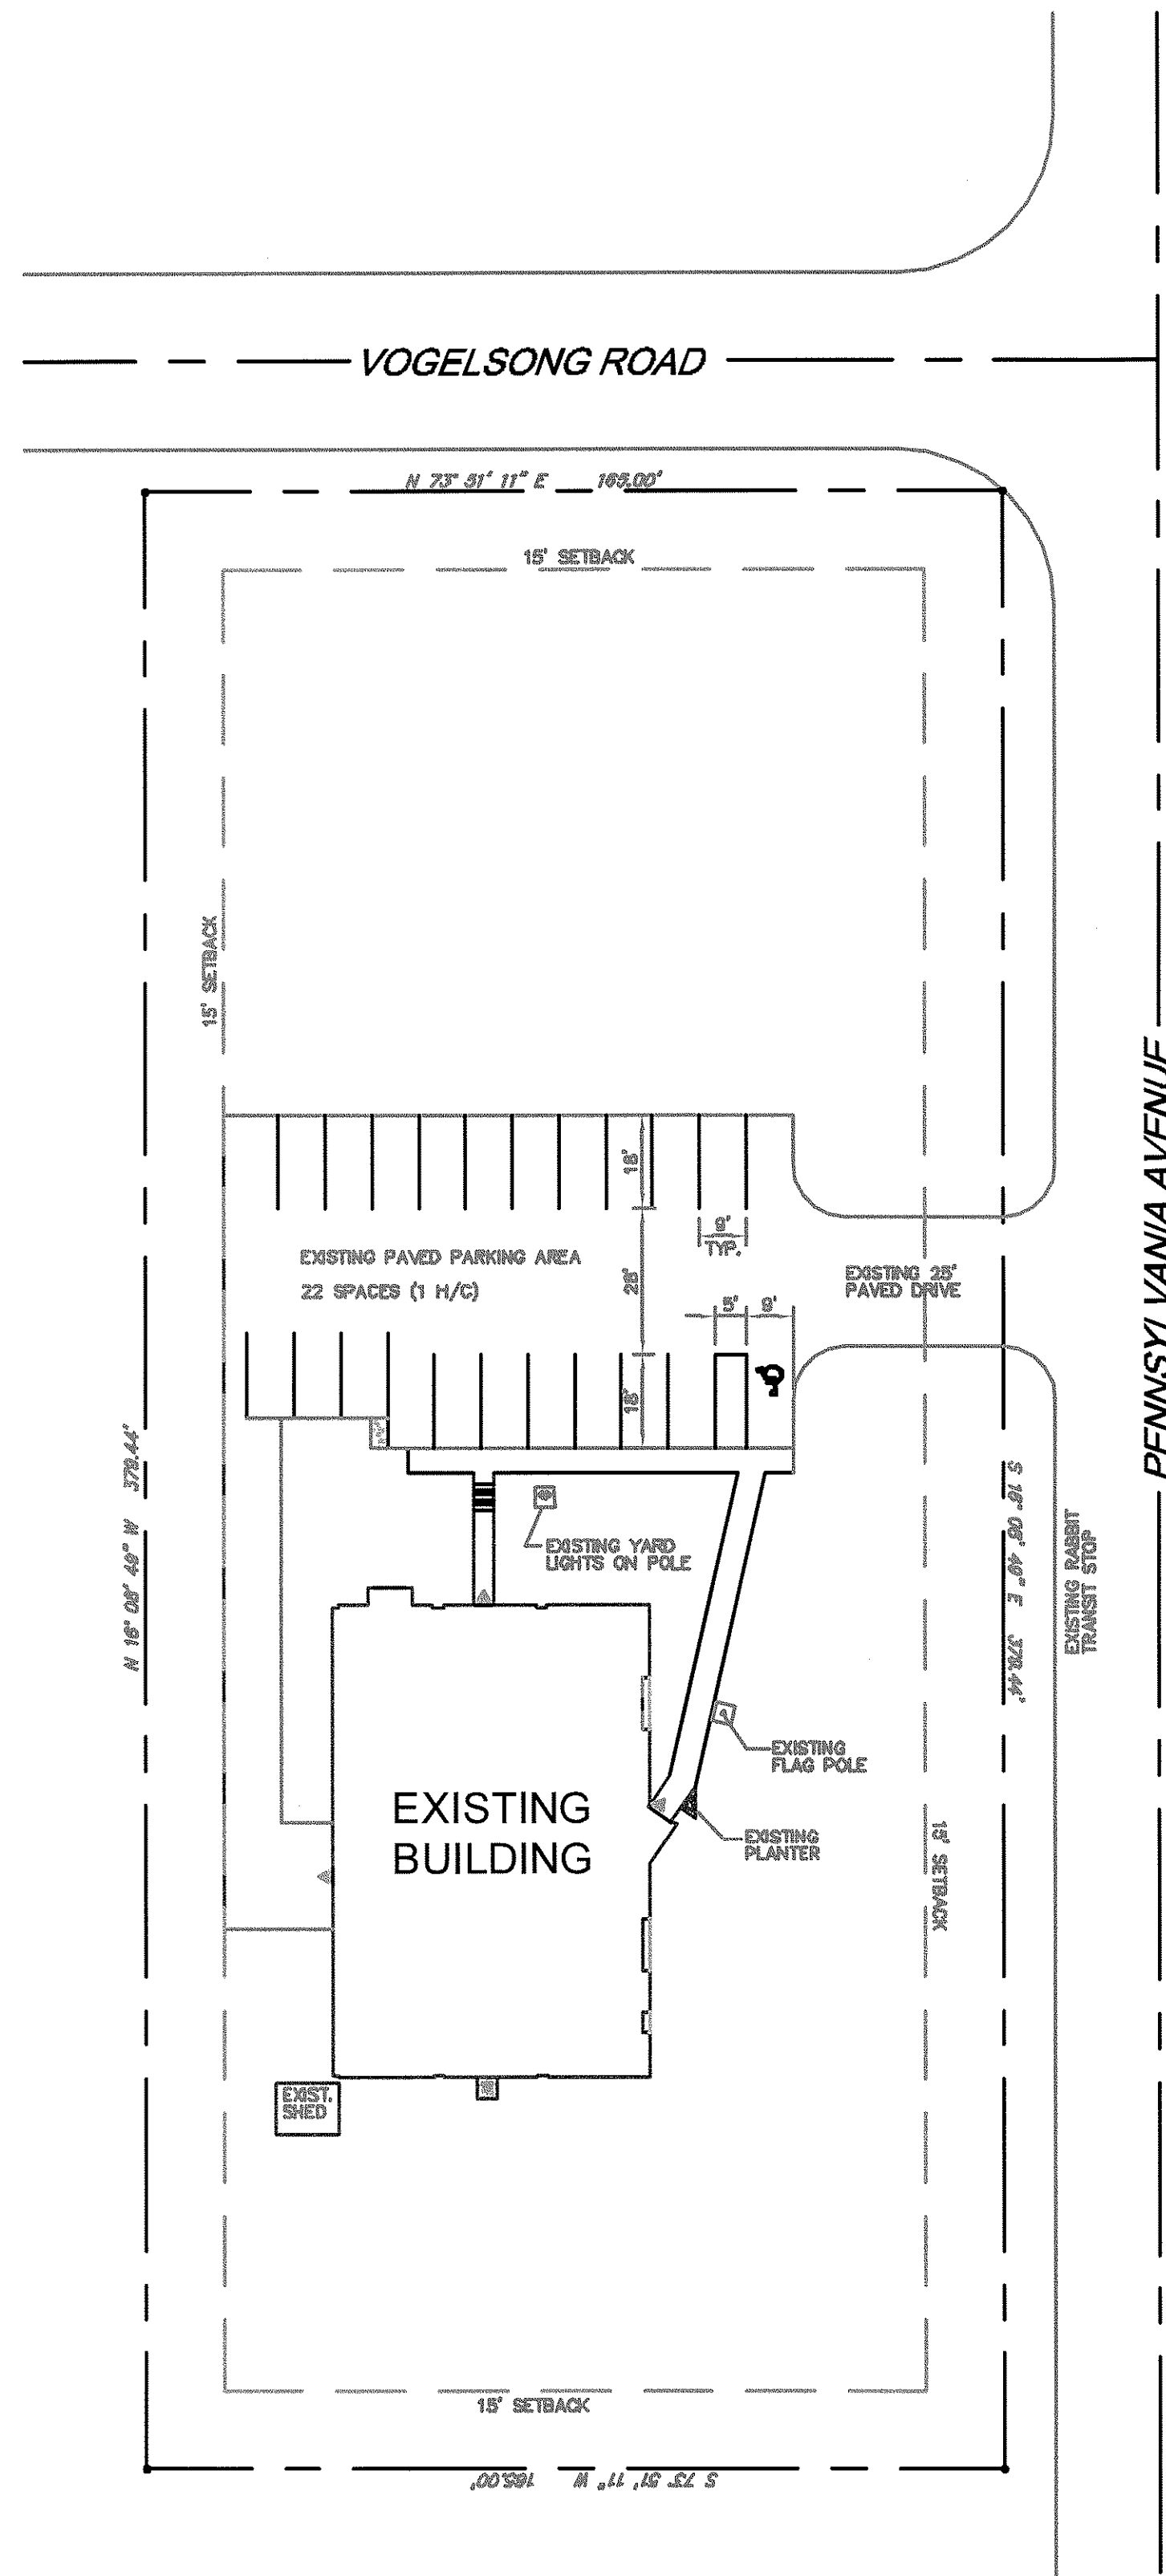 VOGELSONG ROAD
N 73° 51' 11" E 165.00'
15' SETBACK
15' SETBACK
PENNSYLVANIA AVENUE
18'
9'
TYP.
EXISTING PAVED PARKING AREA
22 SPACES (1 H/C)
28'
EXISTING 25'
PAVED DRIVE
5'
9'
18'
N 16° 08' 49" W 379.44'
S 16° 08' 49" E 379.44'
EXISTING RABBIT
TRANSIT STOP
EXISTING YARD
LIGHTS ON POLE
EXISTING
FLAG POLE
EXISTING
BUILDING
EXISTING
PLANTER
15' SETBACK
EXIST.
SHED
15' SETBACK
S 73° 51' 11" W 165.00'